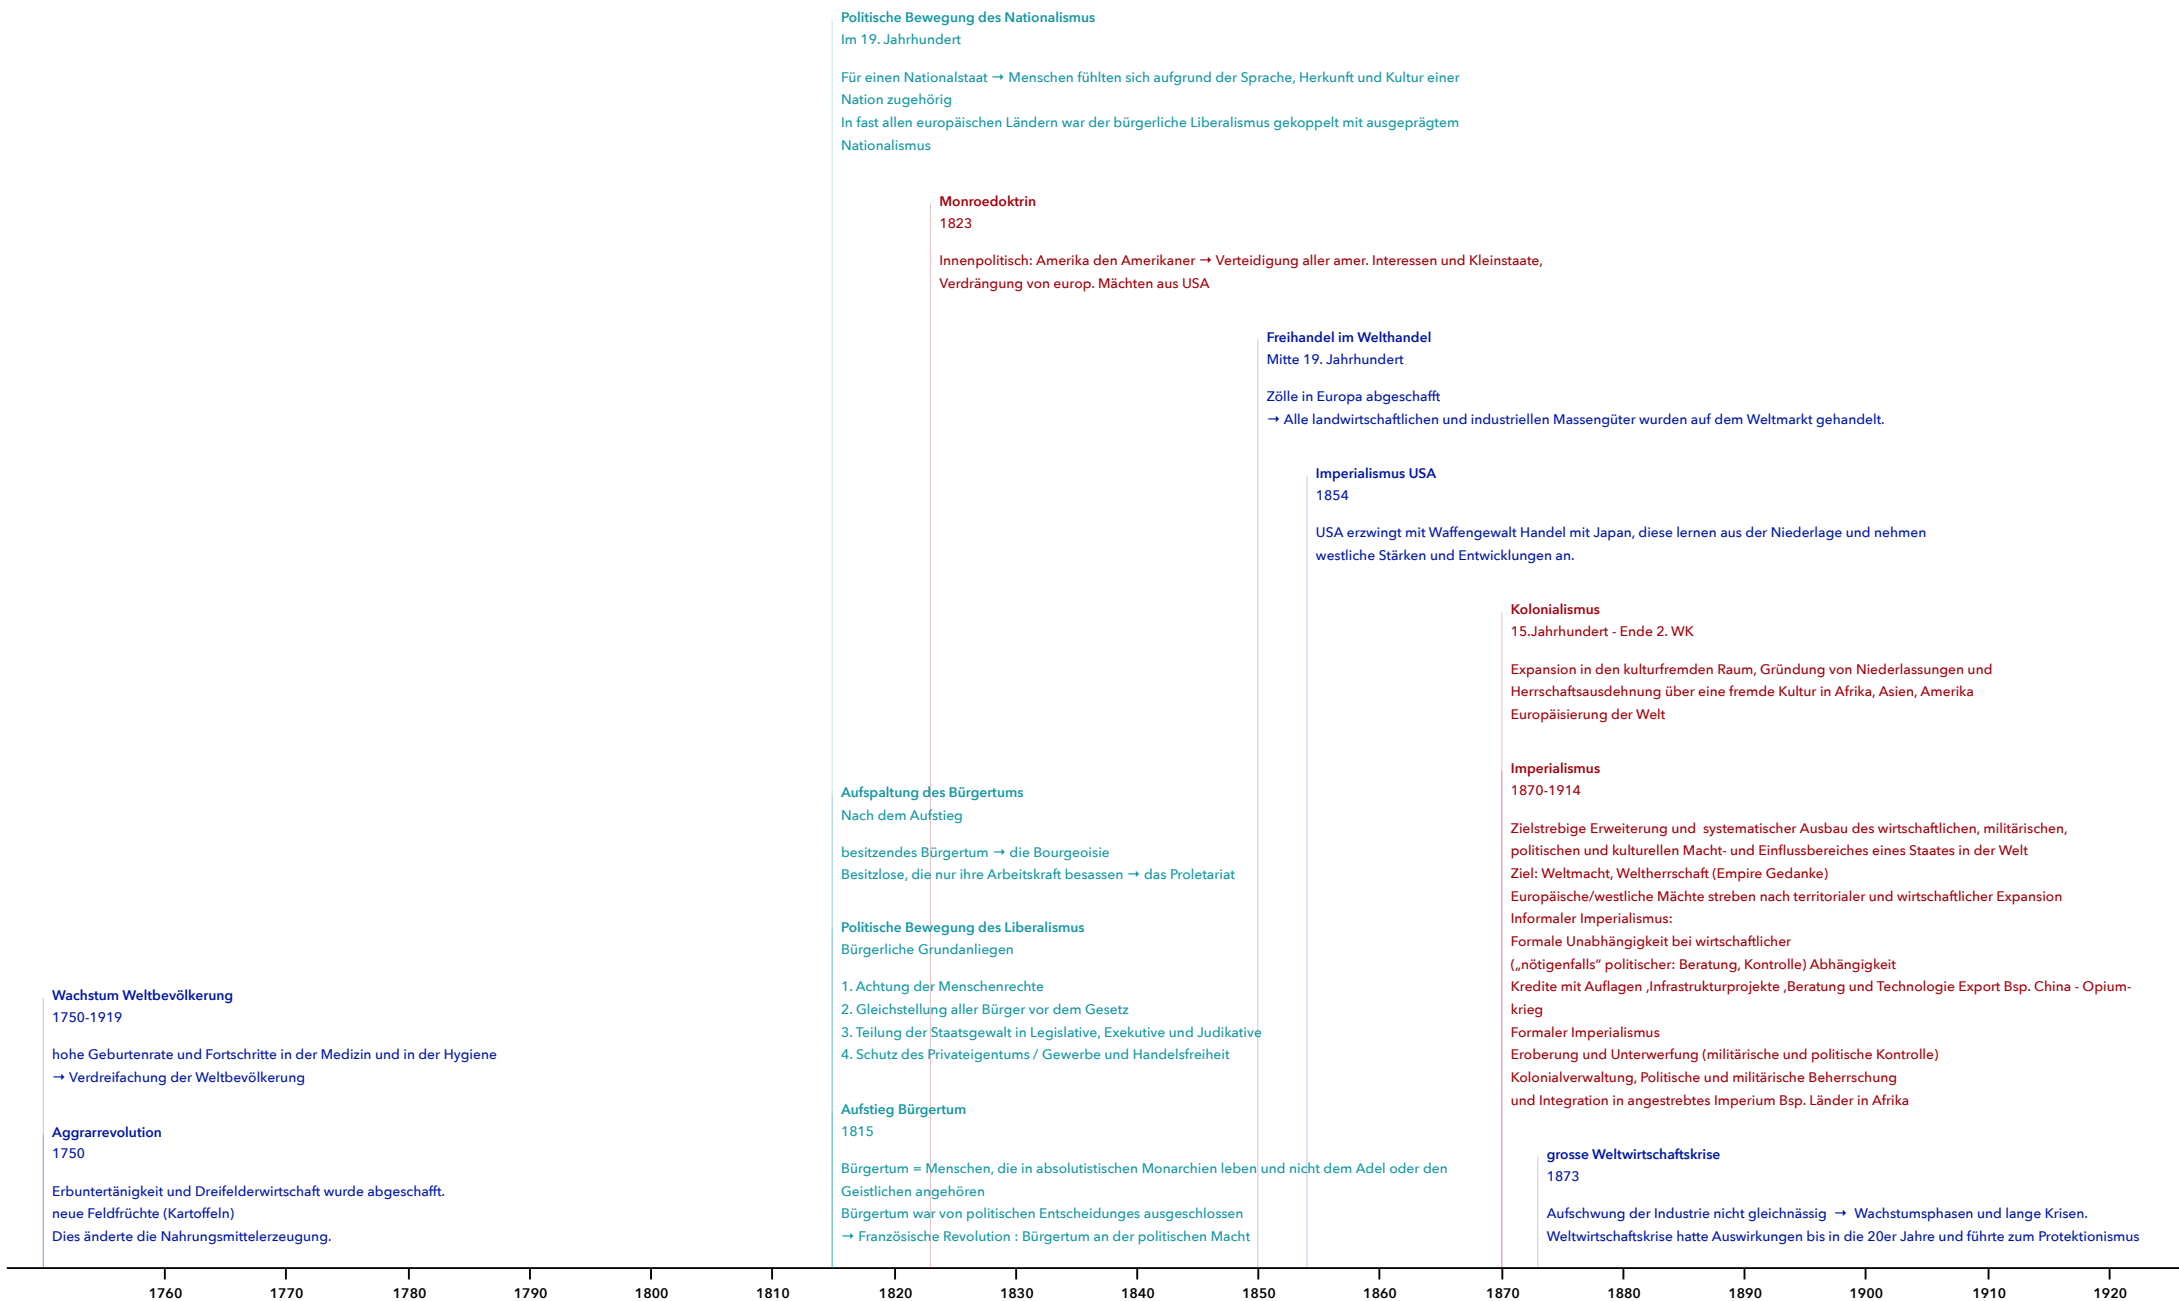 Politische Bewegung des Nationalismus
Im 19. Jahrhundert
Für einen Nationalstaat → Menschen fühlten sich aufgrund der Sprache, Herkunft und Kultur einer
Nation zugehörig
In fast allen europäischen Ländern war der bürgerliche Liberalismus gekoppelt mit ausgeprägtem
Nationalismus
Monroedoktrin
1823
Innenpolitisch: Amerika den Amerikaner → Verteidigung aller amer. Interessen und Kleinstaate,
Verdrängung von europ. Mächten aus USA
Freihandel im Welthandel
Mitte 19. Jahrhundert
Zölle in Europa abgeschafft
→ Alle landwirtschaftlichen und industriellen Massengüter wurden auf dem Weltmarkt gehandelt.
Imperialismus USA
1854
USA erzwingt mit Waffengewalt Handel mit Japan, diese lernen aus der Niederlage und nehmen
westliche Stärken und Entwicklungen an.
Kolonialismus
15.Jahrhundert - Ende 2. WK
Expansion in den kulturfremden Raum, Gründung von Niederlassungen und
Herrschaftsausdehnung über eine fremde Kultur in Afrika, Asien, Amerika
Europäisierung der Welt
Imperialismus
1870-1914
Zielstrebige Erweiterung und  systematischer Ausbau des wirtschaftlichen, militärischen,
politischen und kulturellen Macht- und Einflussbereiches eines Staates in der Welt
Ziel: Weltmacht, Weltherrschaft (Empire Gedanke)
Europäische/westliche Mächte streben nach territorialer und wirtschaftlicher Expansion
Informaler Imperialismus:
Formale Unabhängigkeit bei wirtschaftlicher
(„nötigenfalls“ politischer: Beratung, Kontrolle) Abhängigkeit
Kredite mit Auflagen ,Infrastrukturprojekte ,Beratung und Technologie Export Bsp. China - Opium-
krieg
Formaler Imperialismus
Eroberung und Unterwerfung (militärische und politische Kontrolle)
Kolonialverwaltung, Politische und militärische Beherrschung
und Integration in angestrebtes Imperium Bsp. Länder in Afrika
Aufspaltung des Bürgertums
Nach dem Aufstieg
besitzendes Bürgertum → die Bourgeoisie
Besitzlose, die nur ihre Arbeitskraft besassen → das Proletariat
Politische Bewegung des Liberalismus
Bürgerliche Grundanliegen
1. Achtung der Menschenrechte
2. Gleichstellung aller Bürger vor dem Gesetz
3. Teilung der Staatsgewalt in Legislative, Exekutive und Judikative
4. Schutz des Privateigentums / Gewerbe und Handelsfreiheit
Wachstum Weltbevölkerung
1750-1919
hohe Geburtenrate und Fortschritte in der Medizin und in der Hygiene
→ Verdreifachung der Weltbevölkerung
Aggrarrevolution
1750
Erbuntertänigkeit und Dreifelderwirtschaft wurde abgeschafft.
neue Feldfrüchte (Kartoffeln)
Dies änderte die Nahrungsmittelerzeugung.
Aufstieg Bürgertum
1815
Bürgertum = Menschen, die in absolutistischen Monarchien leben und nicht dem Adel oder den
Geistlichen angehören
Bürgertum war von politischen Entscheidunges ausgeschlossen
→ Französische Revolution : Bürgertum an der politischen Macht
grosse Weltwirtschaftskrise
1873
Aufschwung der Industrie nicht gleichnässig  →  Wachstumsphasen und lange Krisen.
Weltwirtschaftskrise hatte Auswirkungen bis in die 20er Jahre und führte zum Protektionismus
1760 1770 1780 1790 1800 1810 1820 1830 1840 1850 1860 1870 1880 1890 1900 1910 1920